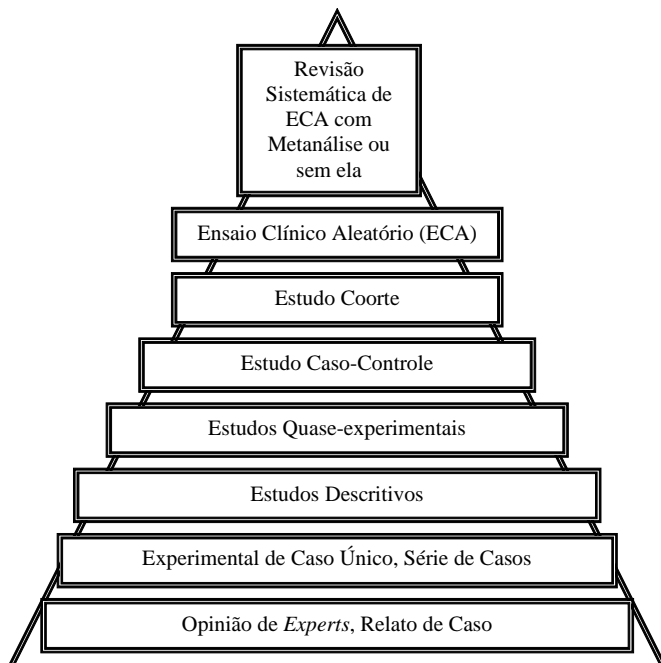 Revisão
Sistemática de
ECA com
Metanálise ou
sem ela
Ensaio Clínico Aleatório (ECA)
Estudo Coorte
Estudo Caso-Controle
Estudos Quase-experimentais
Estudos Descritivos
Experimental de Caso Único, Série de Casos
Opinião de Experts, Relato de Caso